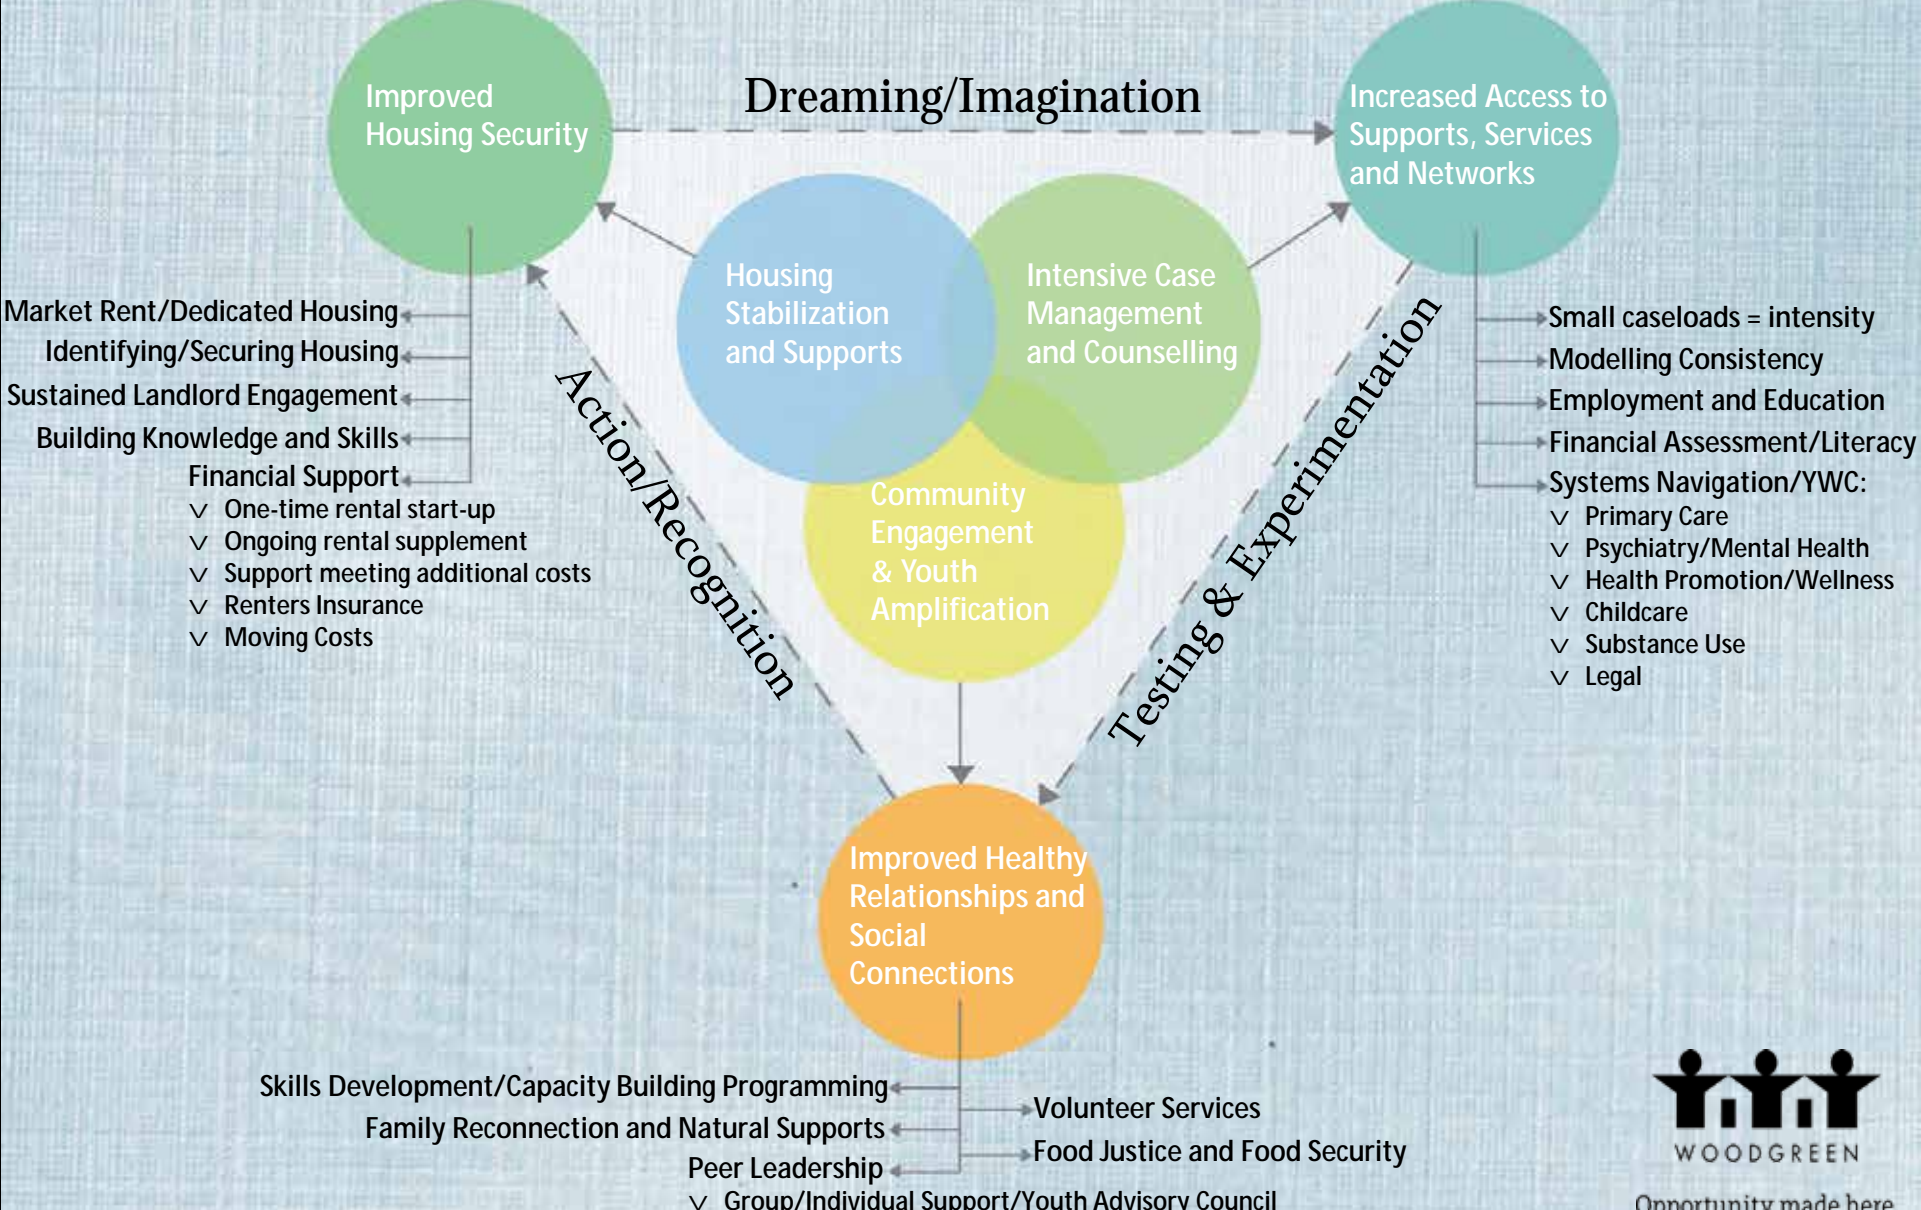 Dreaming/Imagination
Improved
Housing Security
Increased Access to
Supports, Services
and Networks
Housing
Stabilization
and Supports
Intensive Case
Management
and Counselling
Community
Engagement
& Youth
Amplification
Action/Recognition
Testing & Experimentation
Market Rent/Dedicated Housing
Identifying/Securing Housing
Sustained Landlord Engagement
Building Knowledge and Skills
Financial Support
v One-time rental start-up
v Ongoing rental supplement
v Support meeting additional costs
v Renters Insurance
v Moving Costs
Small caseloads = intensity
Modelling Consistency
Employment and Education
Financial Assessment/Literacy
Systems Navigation/YWC:
v Primary Care
v Psychiatry/Mental Health
v Health Promotion/Wellness
v Childcare
v Substance Use
v Legal
Improved Healthy
Relationships and
Social
Connections
Skills Development/Capacity Building Programming
Family Reconnection and Natural Supports
Peer Leadership
v Group/Individual Support/Youth Advisory Council
Volunteer Services
Food Justice and Food Security
WOODGREEN
Opportunity made here